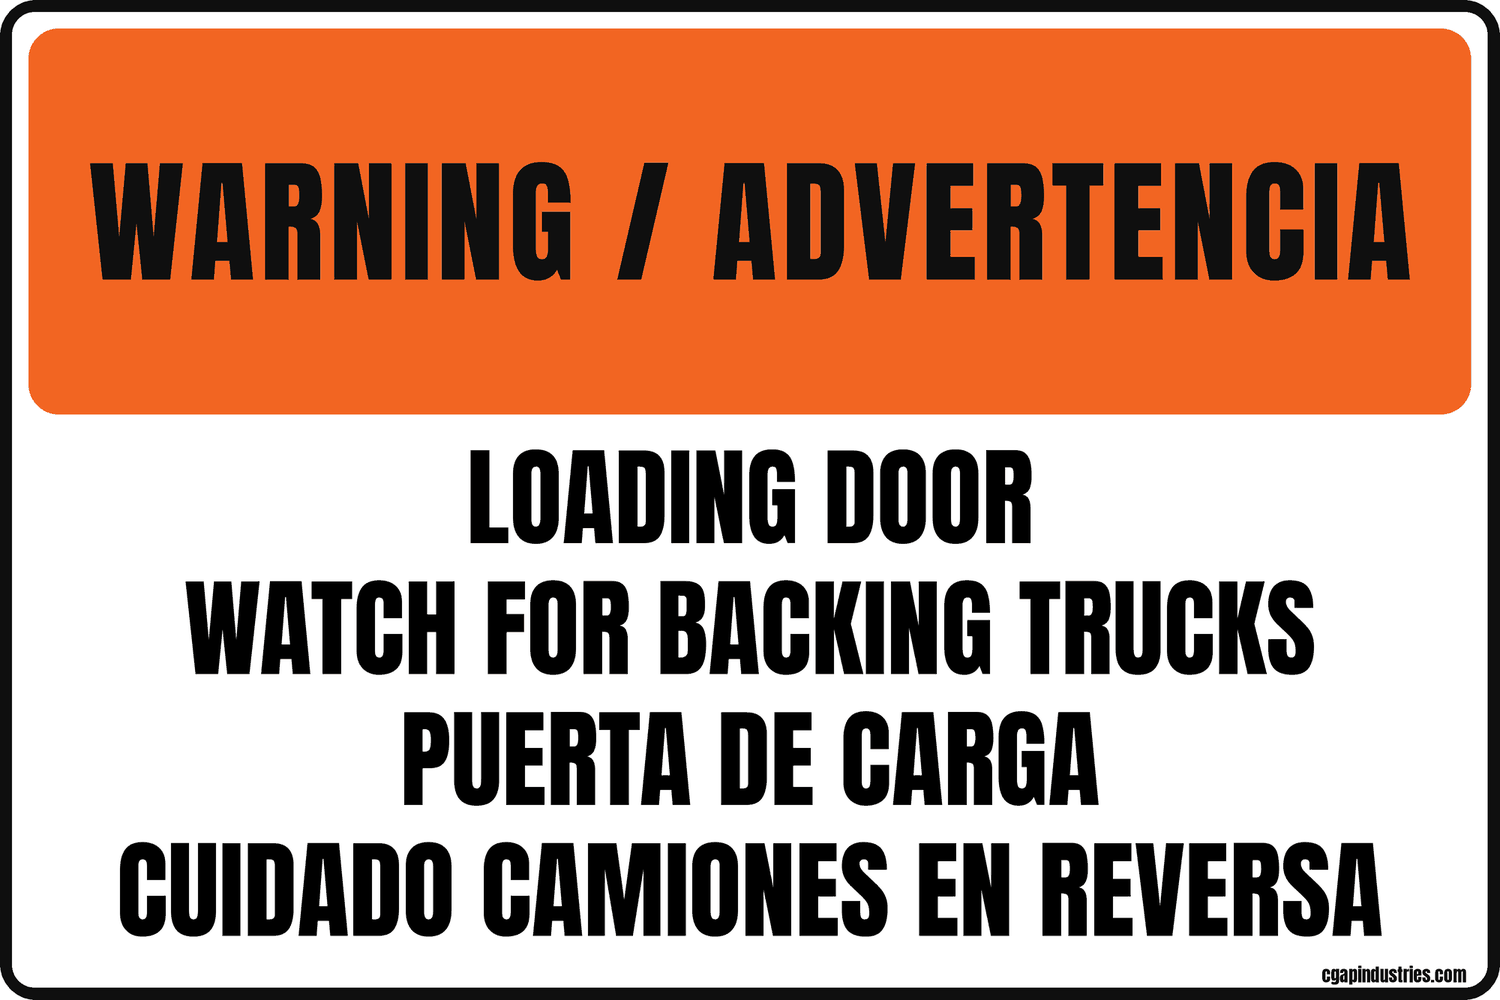 WARNING / ADVERTENCIA
LOADING DOOR
WATCH FOR BACKING TRUCKS
PUERTA DE CARGA
CUIDADO CAMIONES EN REVERSA
cgapindustries.com